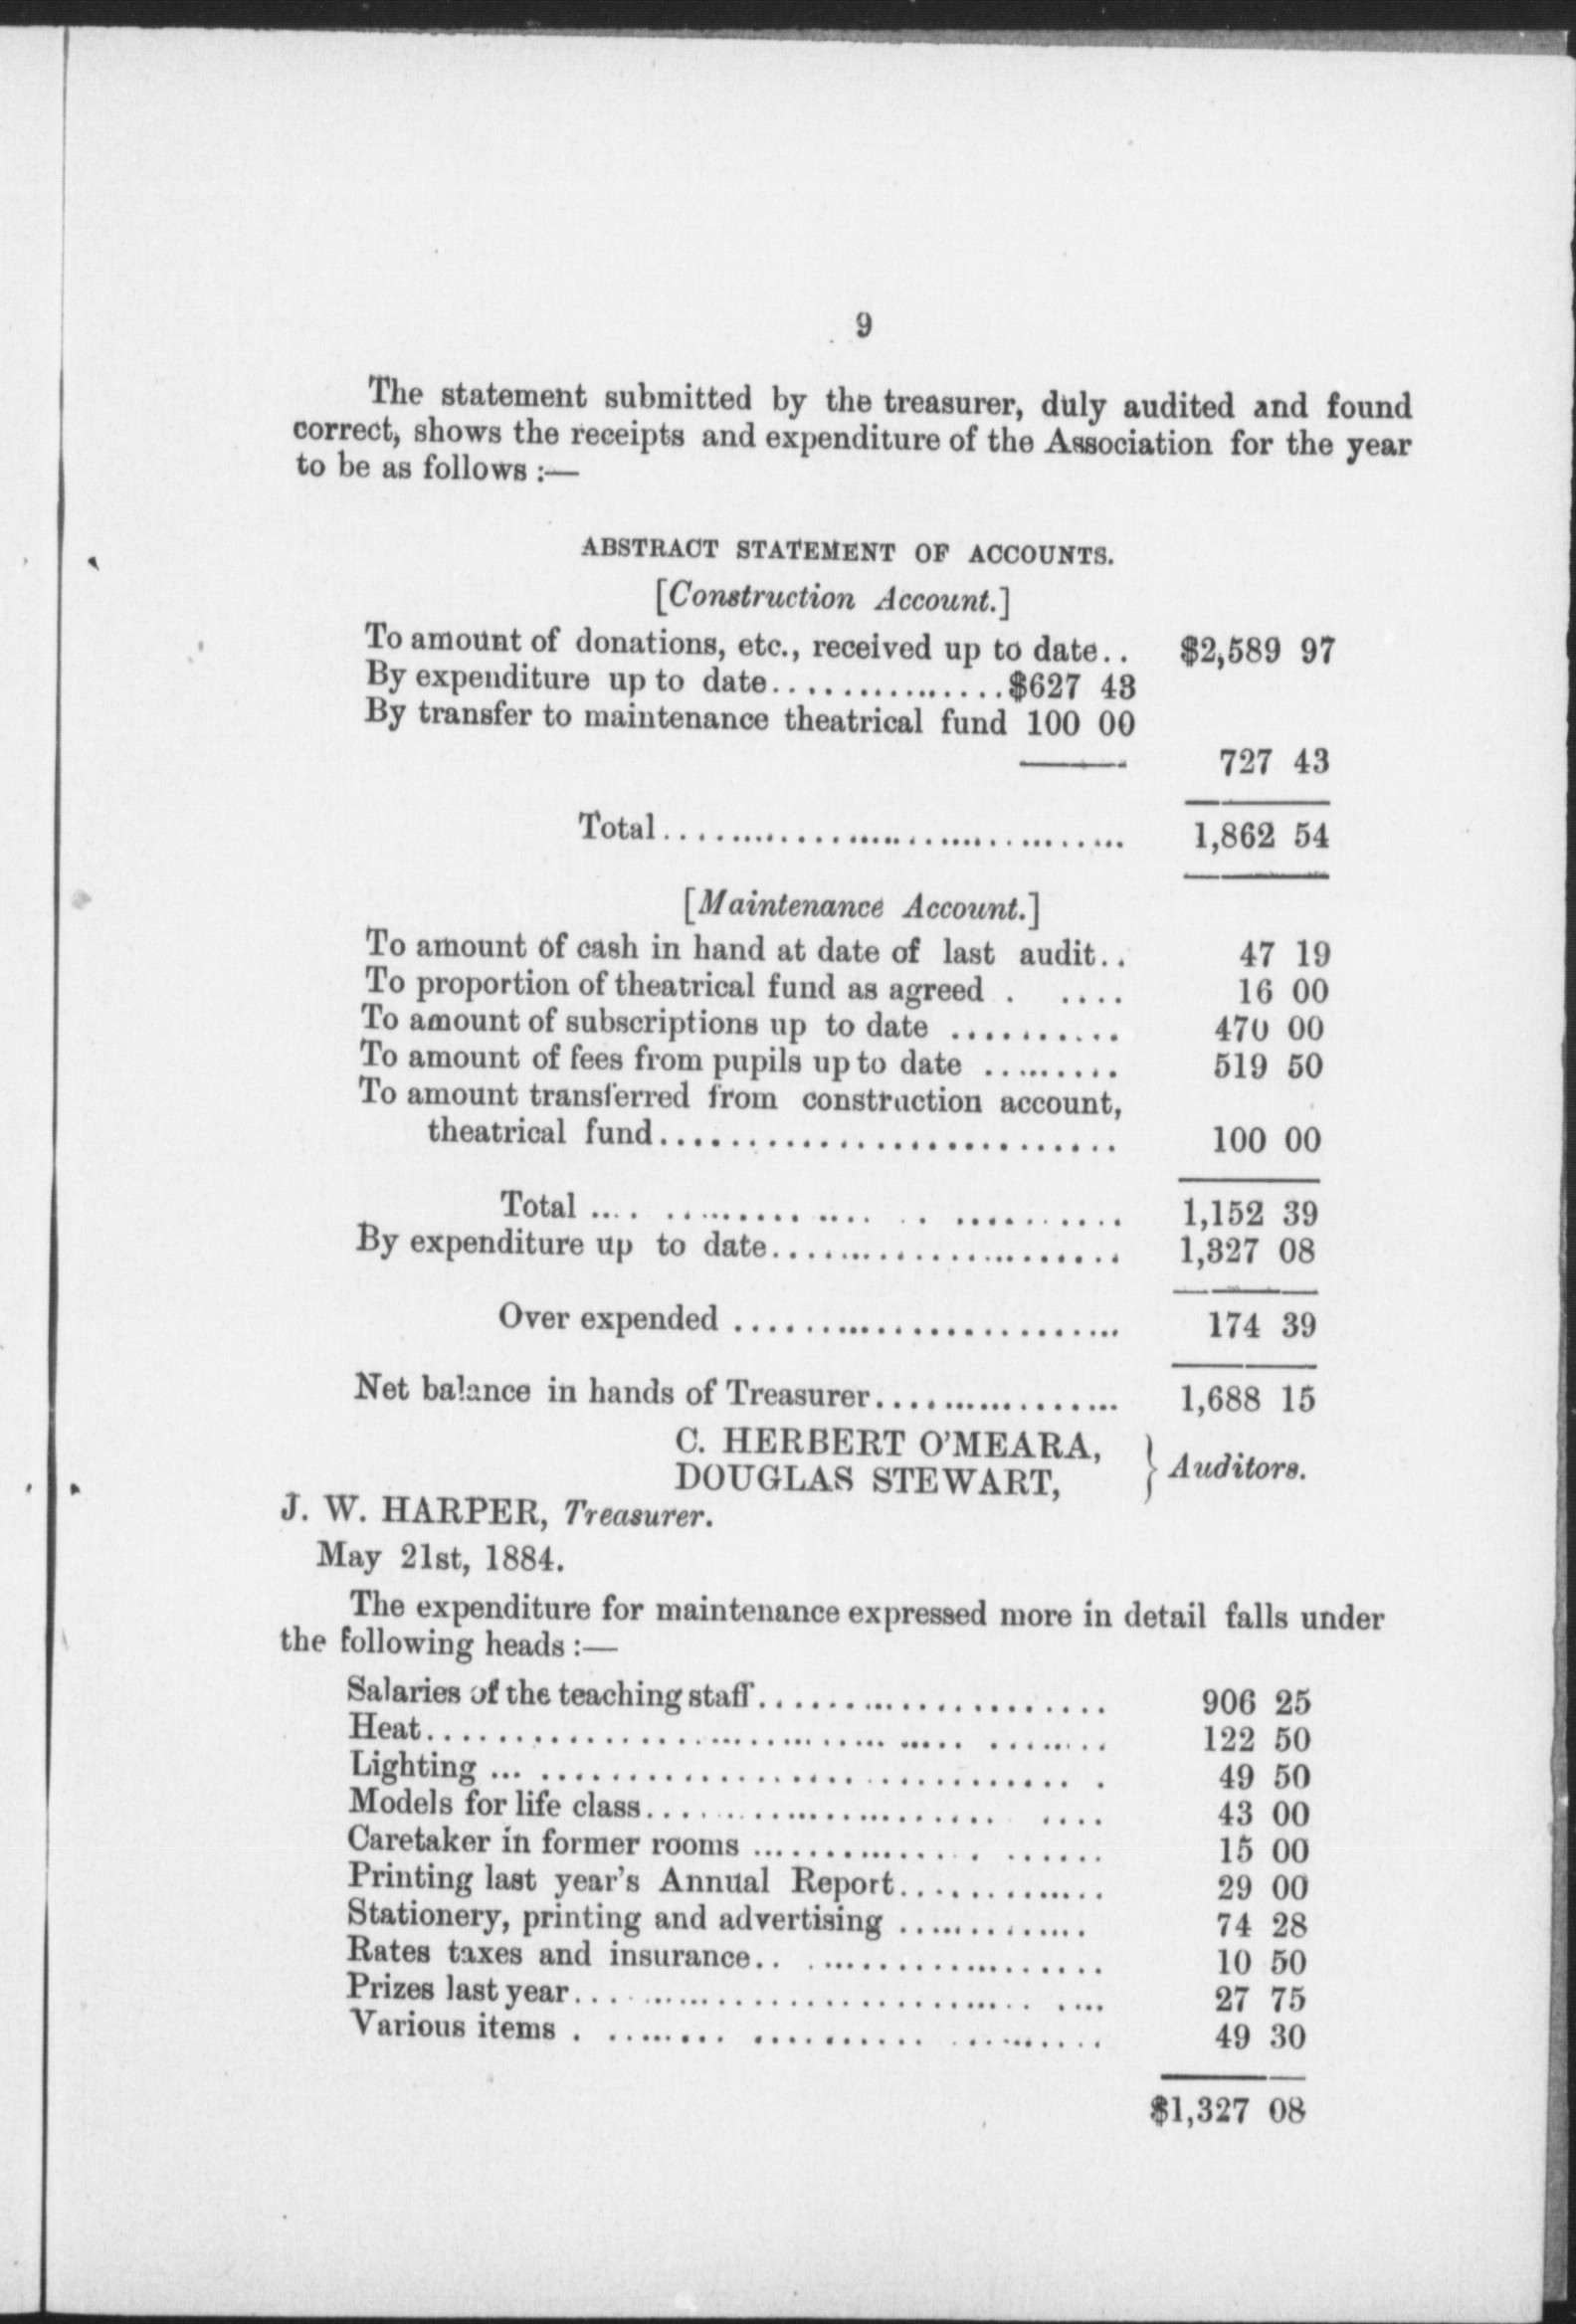 9
The statement submitted by the treasurer, duly audited and found
correct, shows the receipts and expenditure of the Association for the year
to be as follows :—
ABSTRACT STATEMENT OF ACCOUNTS.
[Construction Account.]
To amount of donations, etc., received up to date.. $2,589 97
By expenditure up to date................$627 43
By transfer to maintenance theatrical fund 100 00
727 43
Total................................ 1,862 54
[Maintenance Account.]
To amount of cash in hand at date of last audit.. 47 19
To proportion of theatrical fund as agreed . .... 16 00
To amount of subscriptions up to date .......... 470 00
To amount of fees from pupils up to date ......... 519 50
To amount transferred from construction account,
theatrical fund.......................... 100 00
Total .... .............. . .......... 1,152 39
By expenditure up to date...................... 1,327 08
Over expended .......................... 174 39
Net balance in hands of Treasurer................ 1,688 15
C. HERBERT O'MEARA,
DOUGLAS STEWART, } Auditors.
J. W. HARPER, Treasurer.
May 21st, 1884.
The expenditure for maintenance expressed more in detail falls under
the following heads :—
Salaries of the teaching staff....................... 906 25
Heat........................................ 122 50
Lighting ... .............................. . 49 50
Models for life class........................ .... 43 00
Caretaker in former rooms ................ ...... 15 00
Printing last year's Annual Report............. 29 00
Stationery, printing and advertising ............ 74 28
Rates taxes and insurance.. .................... 10 50
Prizes last year.......................... .... 27 75
Various items . ....... .......... ......... 49 30
$1,327 08